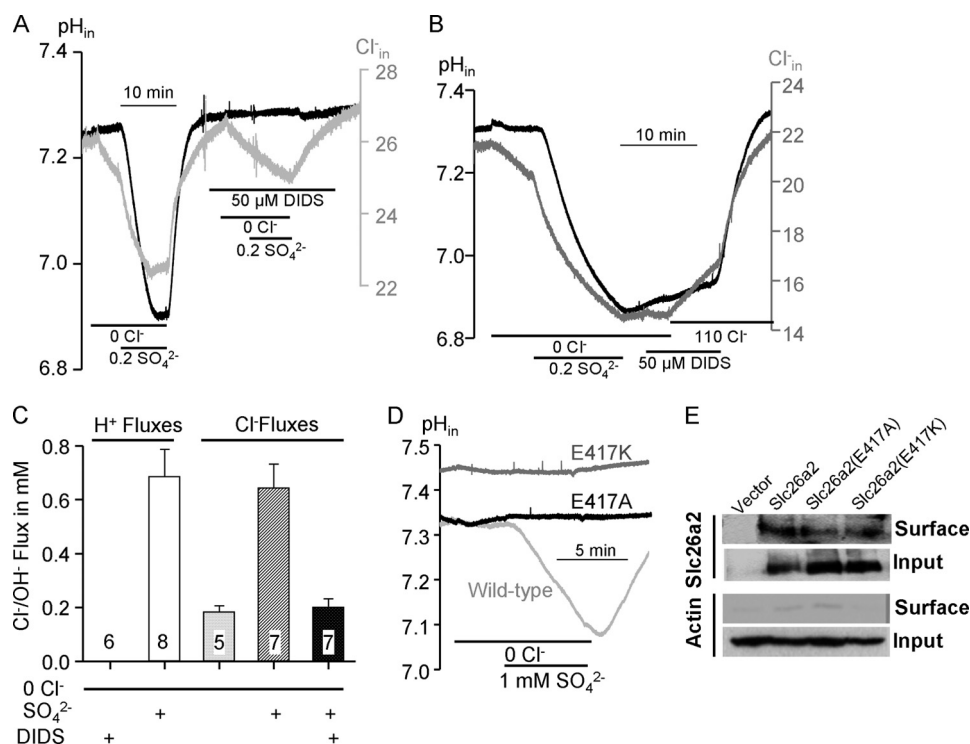 A
pHin
Cl-in
7.4
7.2
7.0
6.8
28
26
24
22
10 min
50 µM DIDS
0 Cl-
0.2 SO42-
0 Cl-
0.2 SO42-
B
pHin
Cl-in
7.4
7.2
7.0
6.8
24
22
20
18
16
14
10 min
110 Cl-
0 Cl-
0.2 SO42-
50 µM DIDS
C
H+ Fluxes
Cl-Fluxes
Cl-/OH- Flux in mM
0.8
0.6
0.4
0.2
0.0
6
8
5
7
7
0 Cl-
SO42- + + +
DIDS + +
D
pHin
7.5
7.4
7.3
7.2
7.1
7.0
E417K
E417A
5 min
Wild-type
0 Cl-
1 mM SO42-
E
Vector
Slc26a2
Slc26a2(E417A)
Slc26a2(E417K)
Slc26a2
Surface
Input
Actin
Surface
Input